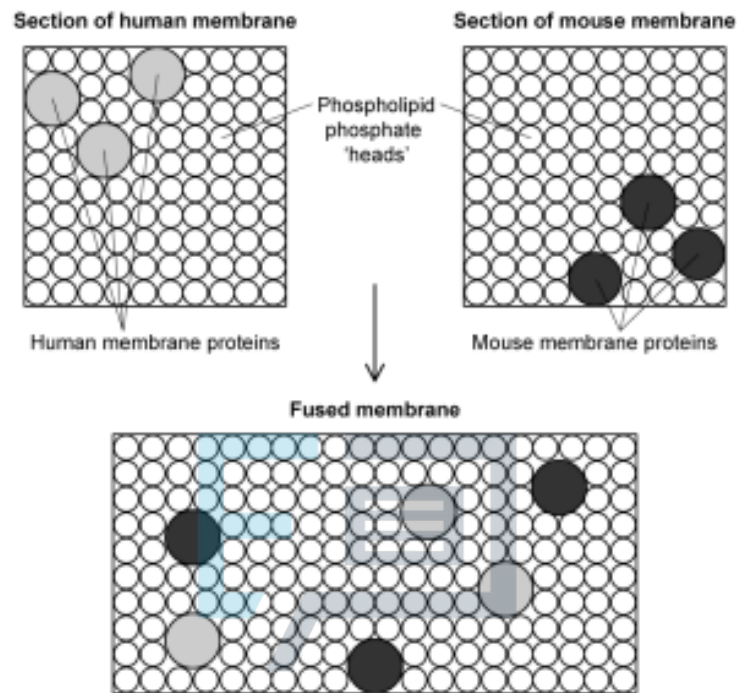 Section of human membrane
Section of mouse membrane
Phospholipid
phosphate
'heads'
Human membrane proteins
Mouse membrane proteins
Fused membrane